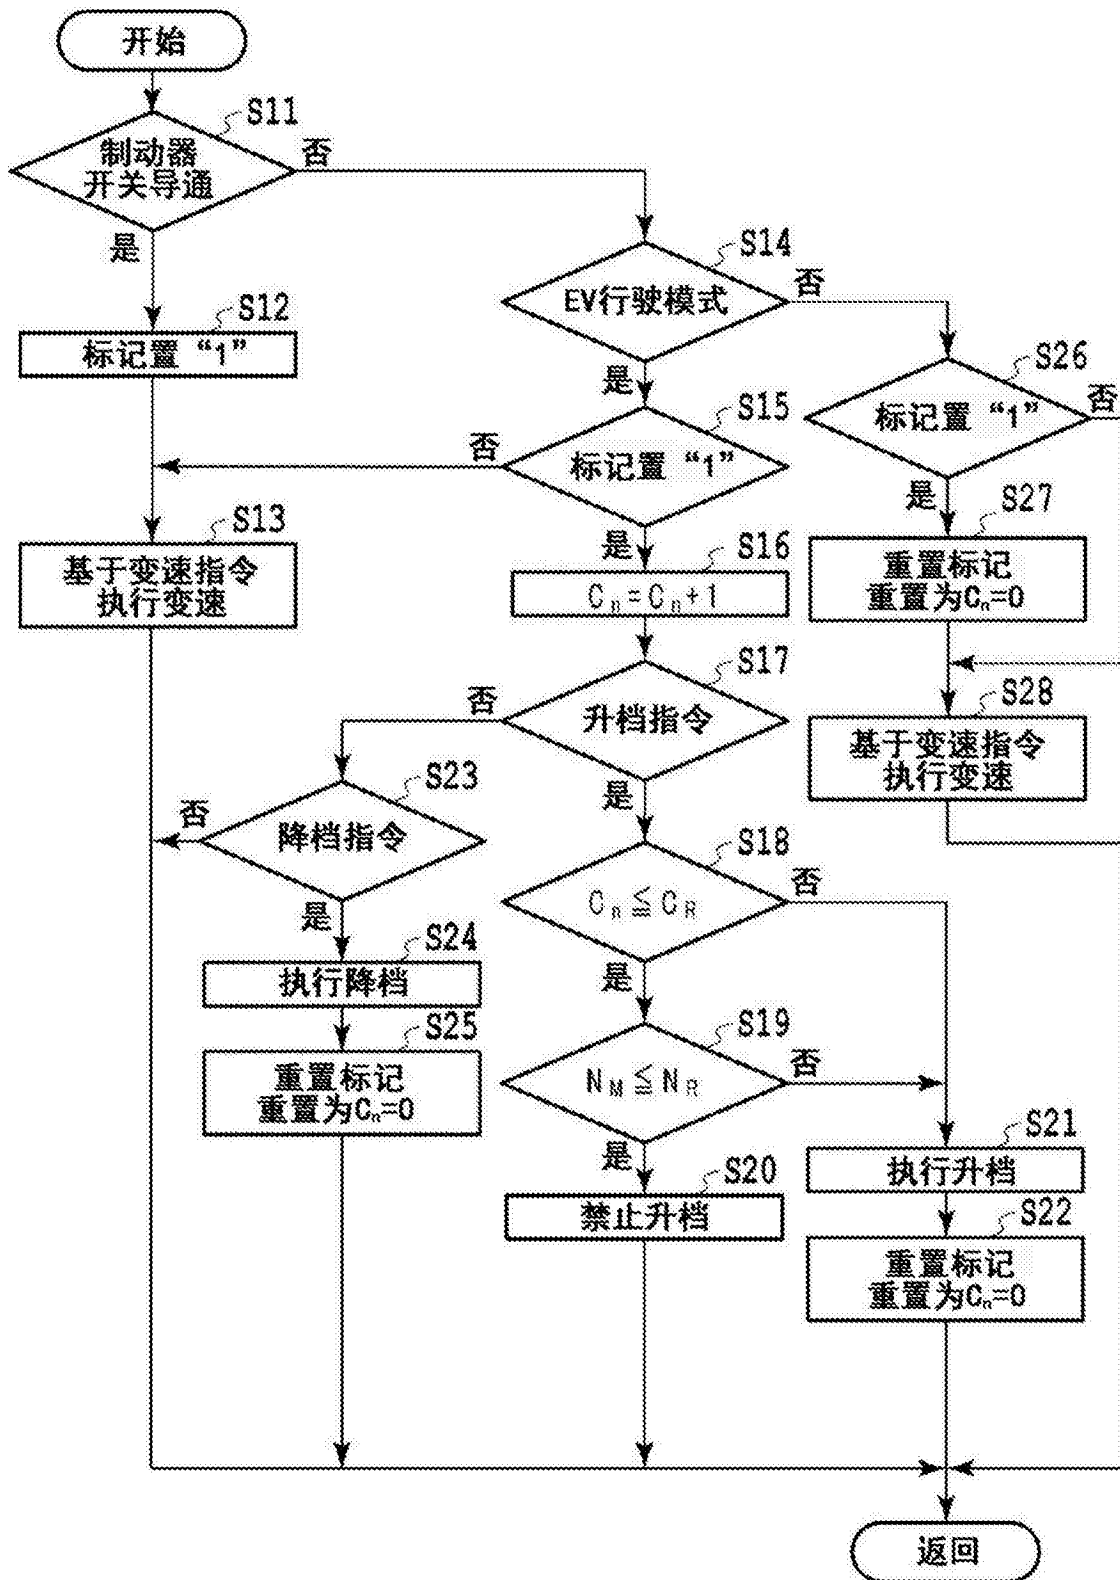 开始
S11
制动器
开关导通
否
是
S14
EV行驶模式
否
是
S12
标记置“1”
S26
标记置“1”
否
是
S15
标记置“1”
否
是
S27
重置标记
重置为Cn=0
S13
基于变速指令
执行变速
S16
Cn=Cn+1
S17
升档指令
否
是
S28
基于变速指令
执行变速
S23
降档指令
否
是
S18
Cn≦CR
否
是
S24
执行降档
S25
重置标记
重置为Cn=0
S19
NM≦NR
否
是
S21
执行升档
S20
禁止升档
S22
重置标记
重置为Cn=0
返回